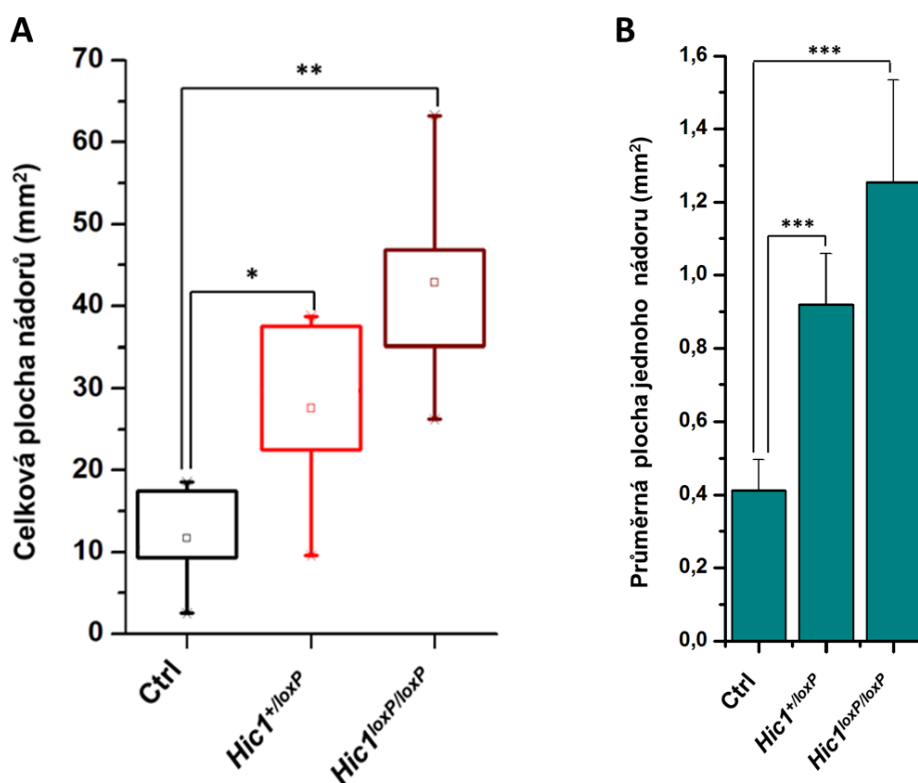 A
Celková plocha nádorů (mm²)
70
60
50
40
30
20
10
0
**
*
Ctrl
Hic1+/loxP
Hic1loxP/loxP
B
Průměrná plocha jednoho nádoru (mm²)
1,6
1,4
1,2
1,0
0,8
0,6
0,4
0,2
0,0
***
***
Ctrl
Hic1+/loxP
Hic1loxP/loxP